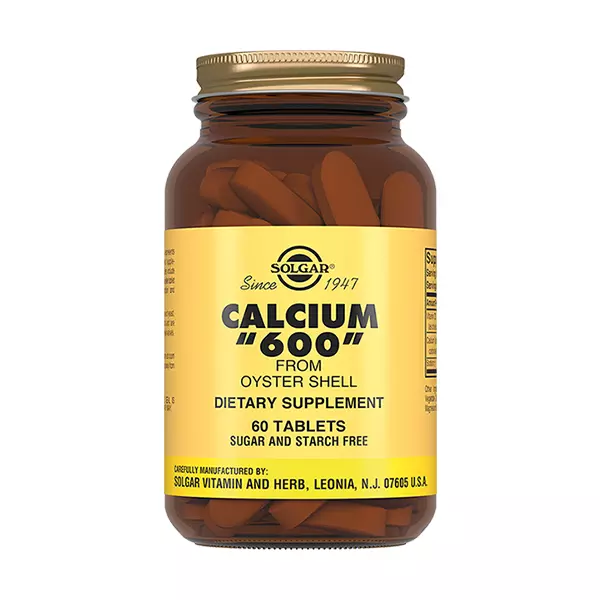 SOLGAR®
Since 1947
CALCIUM
"600"
FROM
OYSTER SHELL
DIETARY SUPPLEMENT
60 TABLETS
SUGAR AND STARCH FREE
CAREFULLY MANUFACTURED BY:
SOLGAR VITAMIN AND HERB, LEONIA, N.J. 07605 U.S.A.